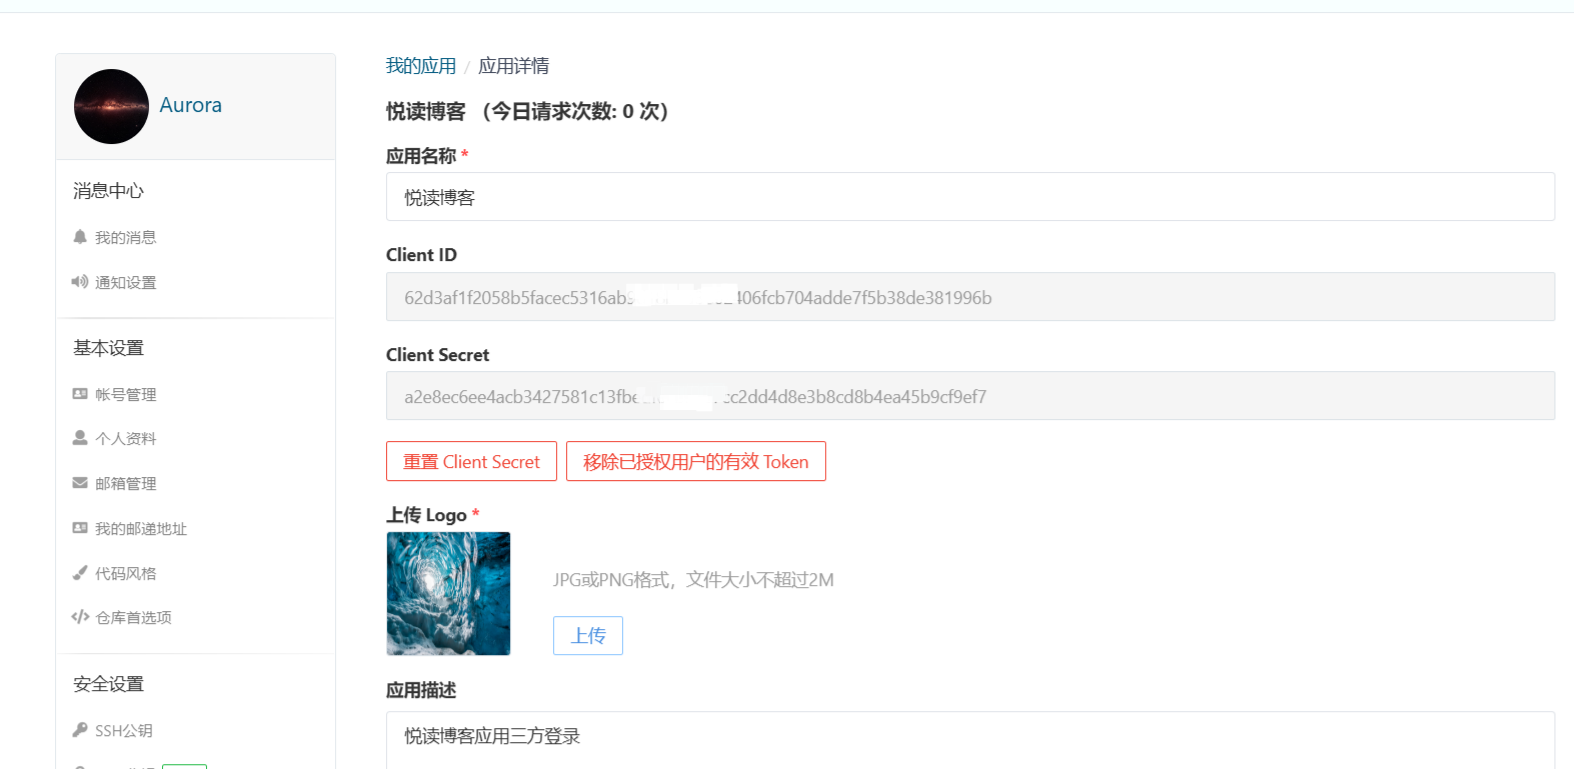 Aurora
消息中心
我的消息
通知设置
基本设置
帐号管理
个人资料
邮箱管理
我的邮递地址
代码风格
仓库首选项
安全设置
SSH公钥
我的应用 / 应用详情
悦读博客 （今日请求次数: 0 次）
应用名称 *
悦读博客
Client ID
62d3af1f2058b5facec5316ab 406fcb704adde7f5b38de381996b
Client Secret
a2e8ec6ee4acb3427581c13fbe cc2dd4d8e3b8cd8b4ea45b9cf9ef7
重置 Client Secret
移除已授权用户的有效 Token
上传 Logo *
JPG或PNG格式，文件大小不超过2M
上传
应用描述
悦读博客应用三方登录